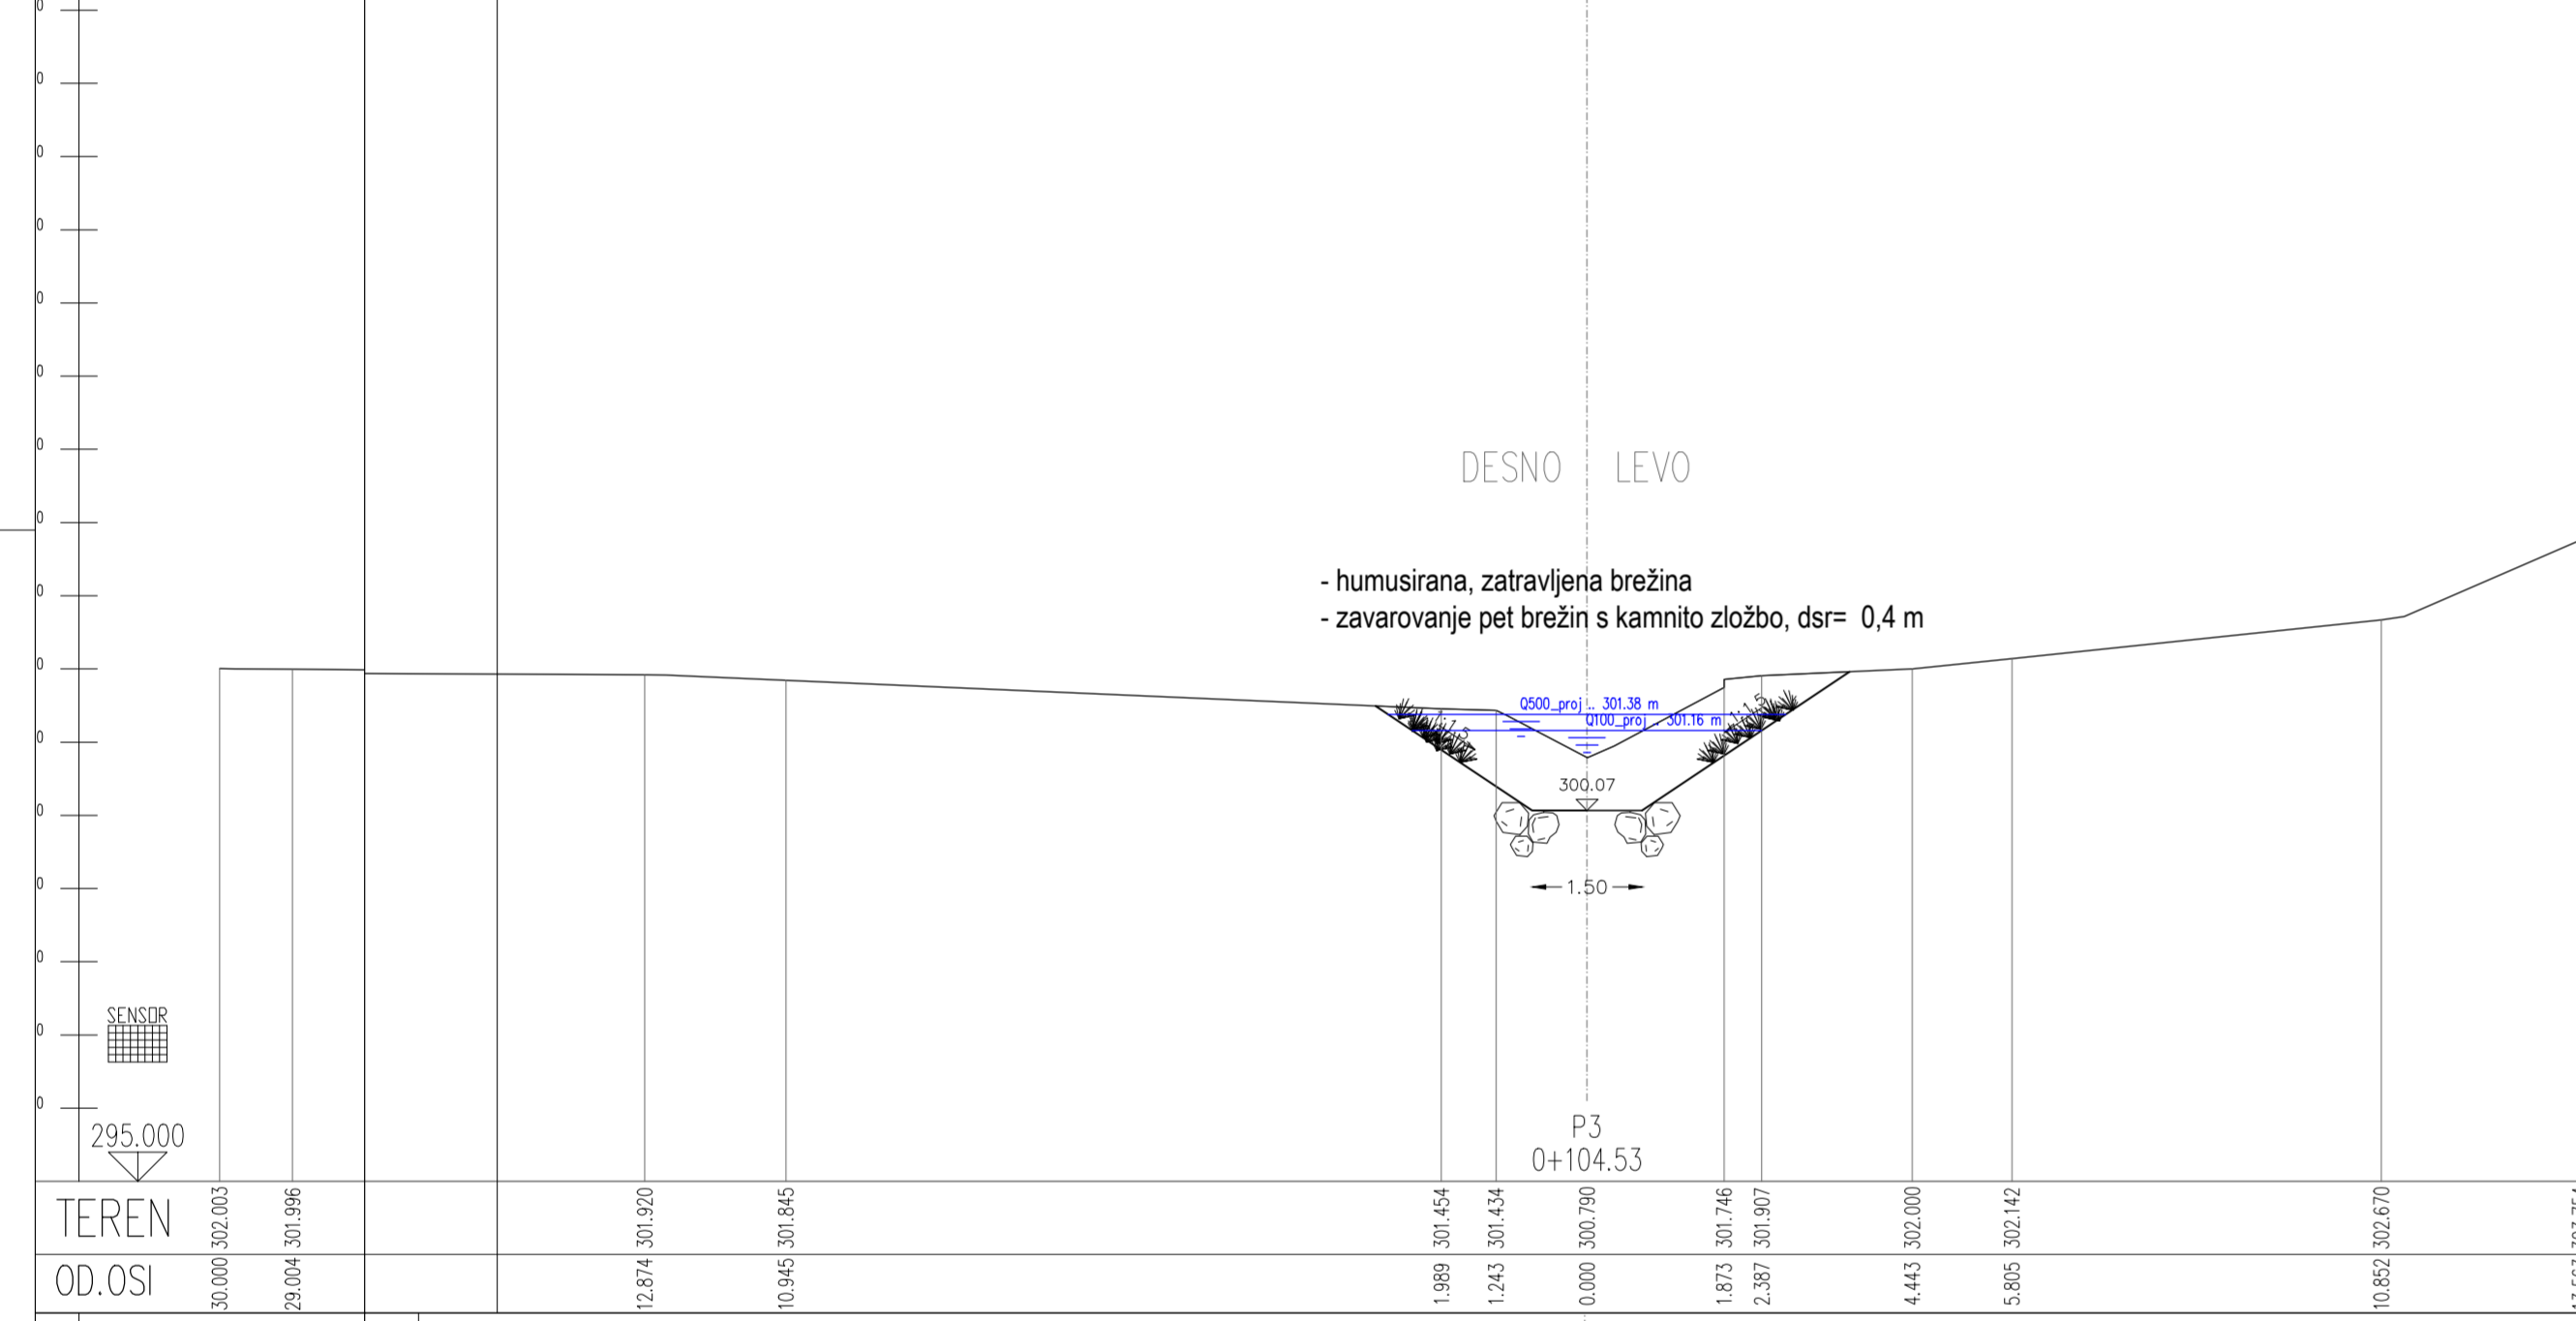 DESNO LEVO
- humusirana, zatravljena brežina
- zavarovanje pet brežin s kamnito zložbo, dsr= 0,4 m
Q500_proj .. 301.38 m
Q100_proj .. 301.16 m
1:1.5
1:1.5
300.07
1.50
SENSOR
295.000
P3
0+104.53
TEREN 302.003 301.996 301.920 301.845 301.454 301.434 300.790 301.746 301.907 302.000 302.142 302.670
OD.OSI 30.000 29.004 12.874 10.945 1.989 1.243 0.000 1.873 2.387 4.443 5.805 10.852